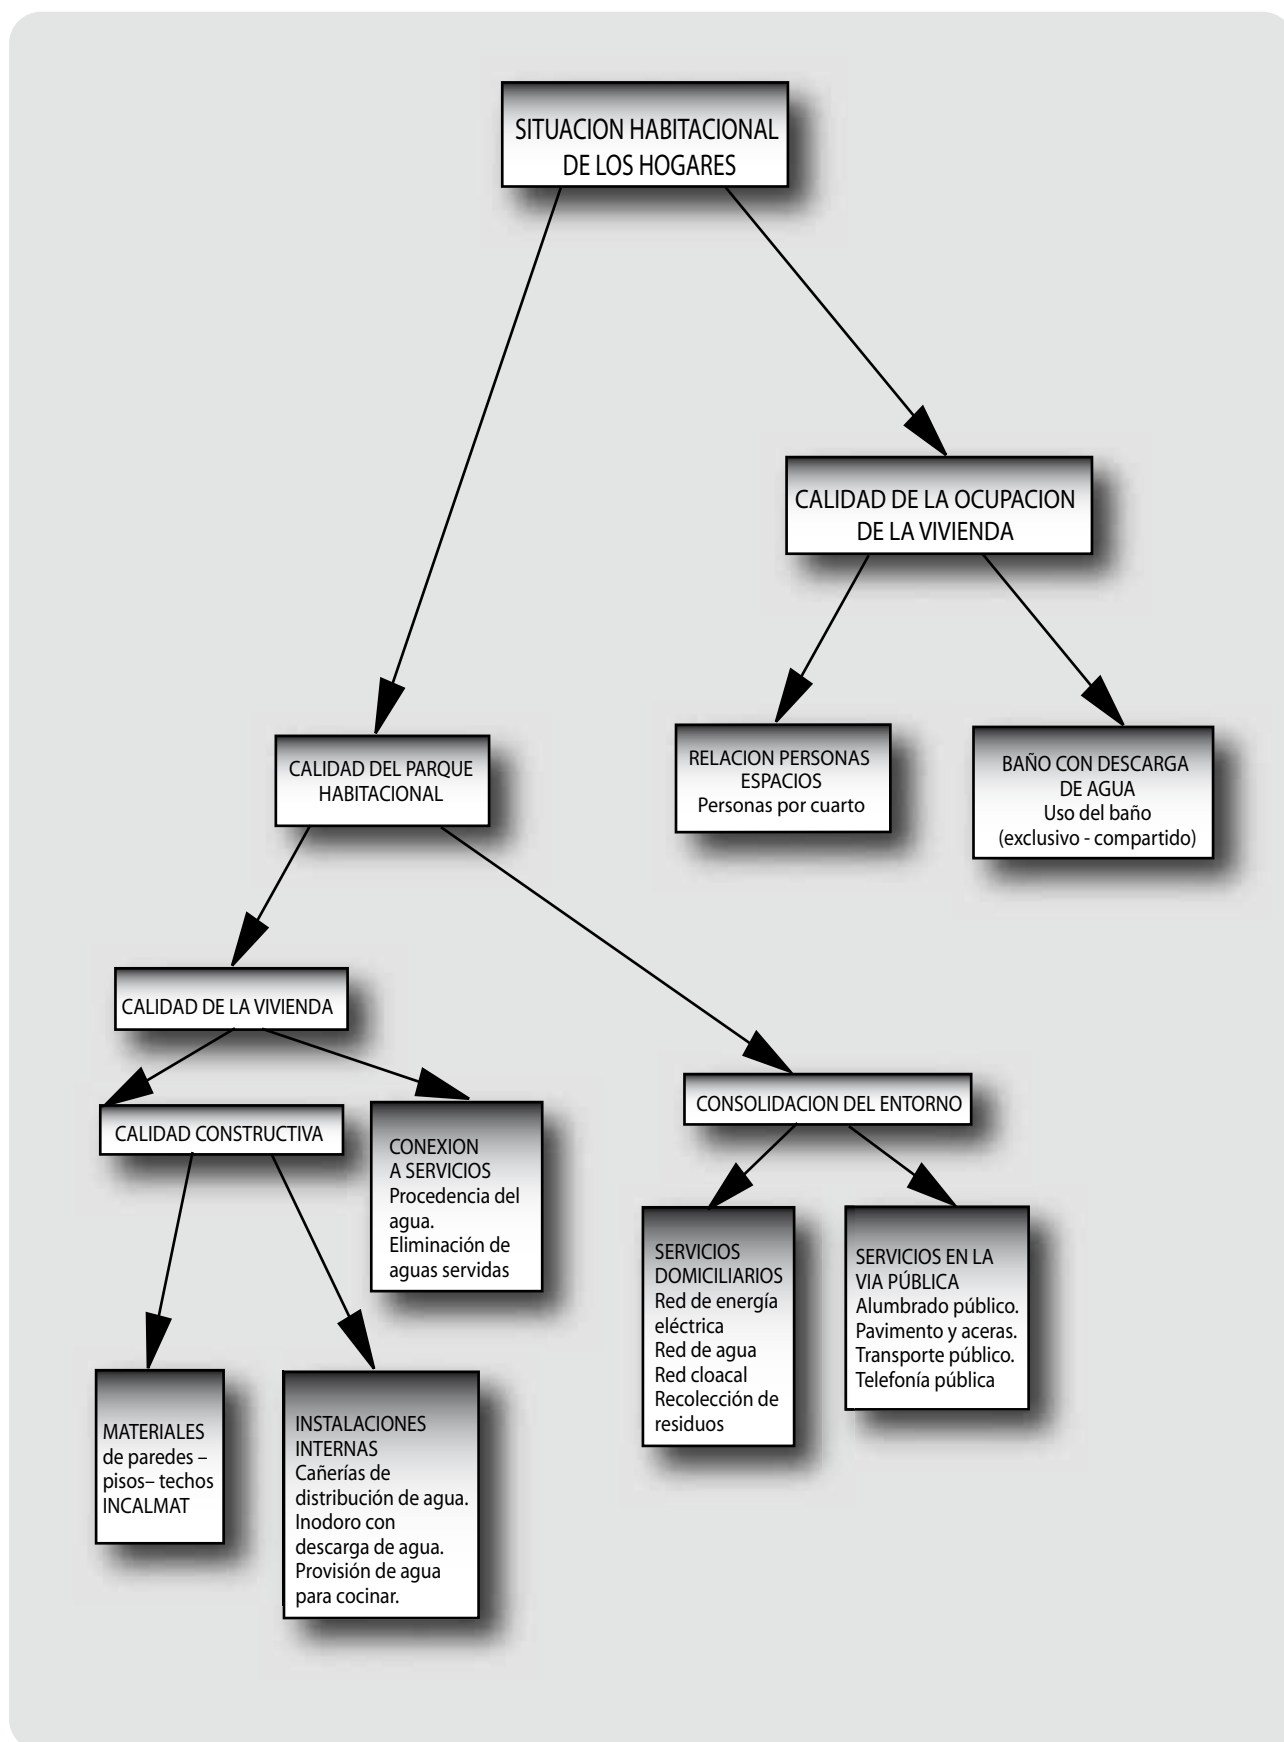 SITUACION HABITACIONAL
DE LOS HOGARES
CALIDAD DE LA OCUPACION
DE LA VIVIENDA
RELACION PERSONAS
ESPACIOS
Personas por cuarto
BAÑO CON DESCARGA
DE AGUA
Uso del baño
(exclusivo - compartido)
CALIDAD DEL PARQUE
HABITACIONAL
CALIDAD DE LA VIVIENDA
CALIDAD CONSTRUCTIVA
CONEXION
A SERVICIOS
Procedencia del
agua.
Eliminación de
aguas servidas
CONSOLIDACION DEL ENTORNO
SERVICIOS
DOMICILIARIOS
Red de energía
eléctrica
Red de agua
Red cloacal
Recolección de
residuos
SERVICIOS EN LA
VIA PÚBLICA
Alumbrado público.
Pavimento y aceras.
Transporte público.
Telefonía pública
MATERIALES
de paredes –
pisos– techos
INCALMAT
INSTALACIONES
INTERNAS
Cañerías de
distribución de agua.
Inodoro con
descarga de agua.
Provisión de agua
para cocinar.